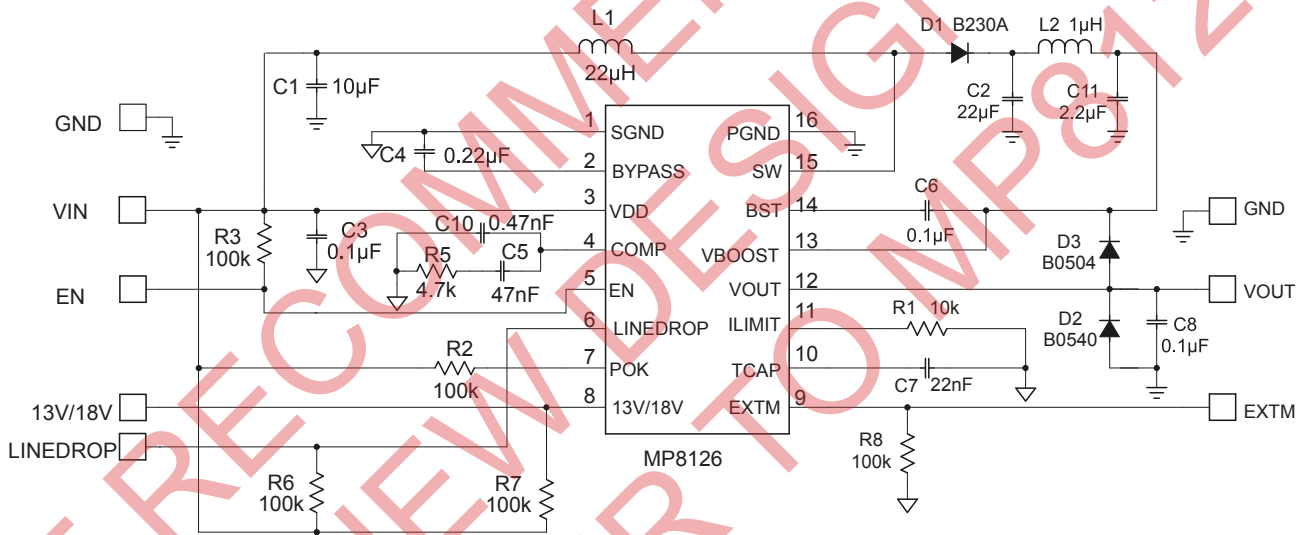 L1
22µH
D1 B230A
L2 1µH
C1 10µF
C2
22µF
C11
2.2µF
GND
1 SGND
PGND 16
C4 0.22µF
2 BYPASS
SW 15
VIN
3 VDD
BST 14
C6
0.1µF
GND
R3
100k
C3
0.1µF
C10 0.47nF
4 COMP
VBOOST 13
D3
B0504
R5
4.7k
C5
47nF
EN
5 EN
VOUT 12
VOUT
6 LINEDROP
ILIMIT 11
R1 10k
D2
B0540
C8
0.1µF
R2
100k
7 POK
TCAP 10
C7 22nF
13V/18V
8 13V/18V
EXTM 9
EXTM
LINEDROP
MP8126
R8
100k
R6
100k
R7
100k
RECOMME
NEW DESIG
R TO MP812